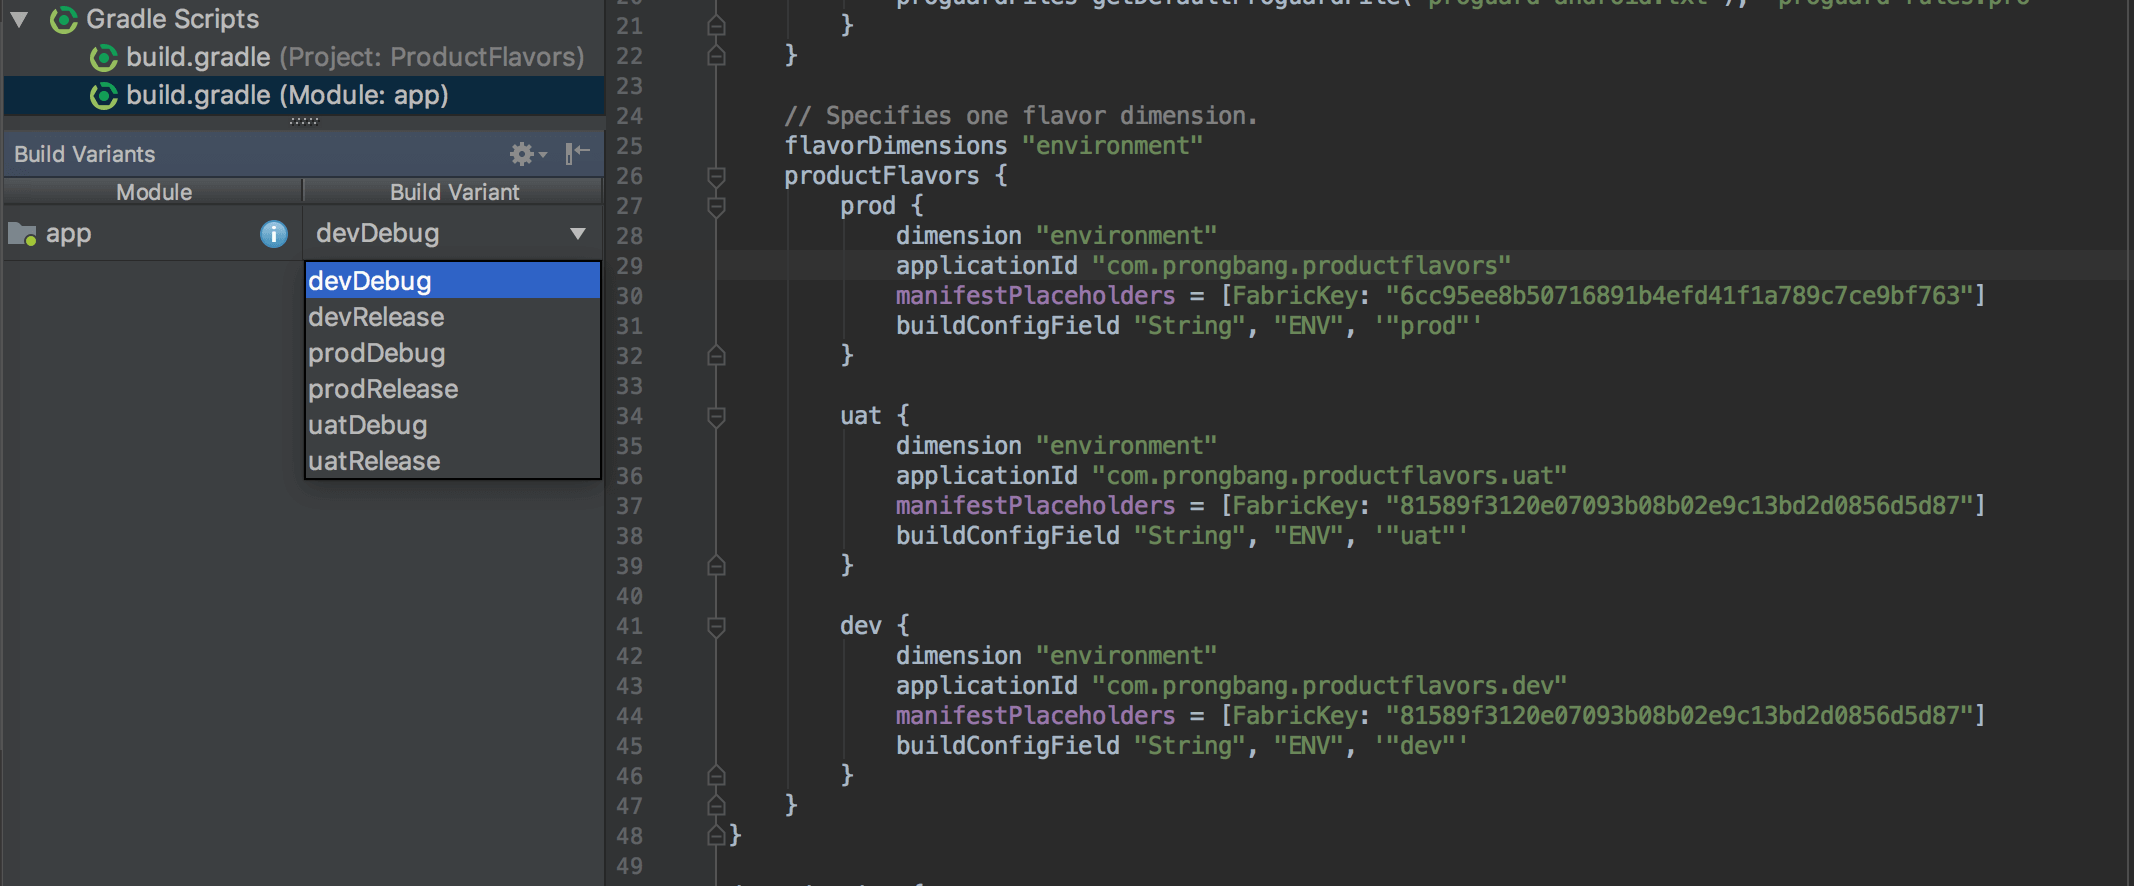 Gradle Scripts
build.gradle (Project: ProductFlavors)
build.gradle (Module: app)
Build Variants
Module Build Variant
app devDebug
devDebug
devRelease
prodDebug
prodRelease
uatDebug
uatRelease
21 }
22 }
23
24 // Specifies one flavor dimension.
25 flavorDimensions "environment"
26 productFlavors {
27 prod {
28 dimension "environment"
29 applicationId "com.prongbang.productflavors"
30 manifestPlaceholders = [FabricKey: "6cc95ee8b50716891b4efd41f1a789c7ce9bf763"]
31 buildConfigField "String", "ENV", '"prod"'
32 }
33
34 uat {
35 dimension "environment"
36 applicationId "com.prongbang.productflavors.uat"
37 manifestPlaceholders = [FabricKey: "81589f3120e07093b08b02e9c13bd2d0856d5d87"]
38 buildConfigField "String", "ENV", '"uat"'
39 }
40
41 dev {
42 dimension "environment"
43 applicationId "com.prongbang.productflavors.dev"
44 manifestPlaceholders = [FabricKey: "81589f3120e07093b08b02e9c13bd2d0856d5d87"]
45 buildConfigField "String", "ENV", '"dev"'
46 }
47 }
48 }
49